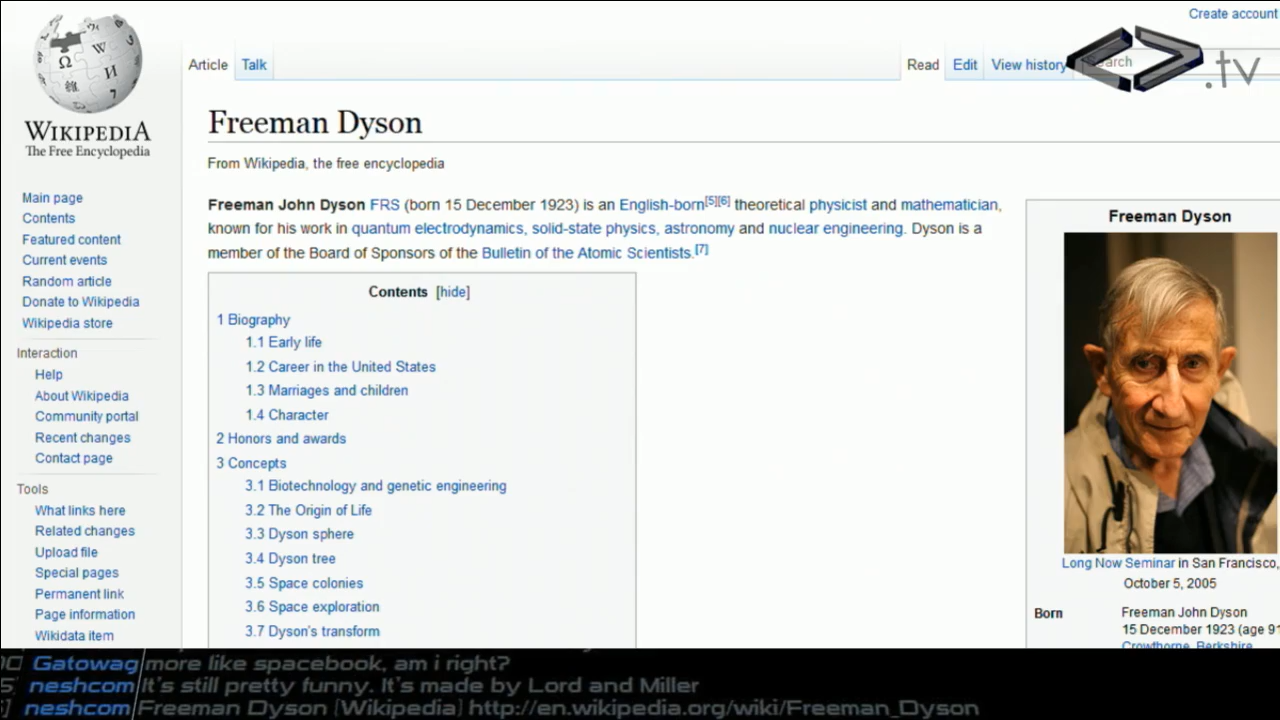 Create account
Article Talk Read Edit View history Search
<>.tv
WIKIPEDIA
The Free Encyclopedia
Main page
Contents
Featured content
Current events
Random article
Donate to Wikipedia
Wikipedia store
Interaction
Help
About Wikipedia
Community portal
Recent changes
Contact page
Tools
What links here
Related changes
Upload file
Special pages
Permanent link
Page information
Wikidata item
Freeman Dyson
From Wikipedia, the free encyclopedia
Freeman John Dyson FRS (born 15 December 1923) is an English-born[5][6] theoretical physicist and mathematician,
known for his work in quantum electrodynamics, solid-state physics, astronomy and nuclear engineering. Dyson is a
member of the Board of Sponsors of the Bulletin of the Atomic Scientists.[7]
Contents [hide]
1 Biography
1.1 Early life
1.2 Career in the United States
1.3 Marriages and children
1.4 Character
2 Honors and awards
3 Concepts
3.1 Biotechnology and genetic engineering
3.2 The Origin of Life
3.3 Dyson sphere
3.4 Dyson tree
3.5 Space colonies
3.6 Space exploration
3.7 Dyson's transform
Freeman Dyson
Long Now Seminar in San Francisco,
October 5, 2005
Born Freeman John Dyson
15 December 1923 (age 91
Crowthorne, Berkshire
Gatowag more like spacebook, am i right?
neshcom It's still pretty funny. It's made by Lord and Miller
neshcom Freeman Dyson [Wikipedia] http://en.wikipedia.org/wiki/Freeman_Dyson